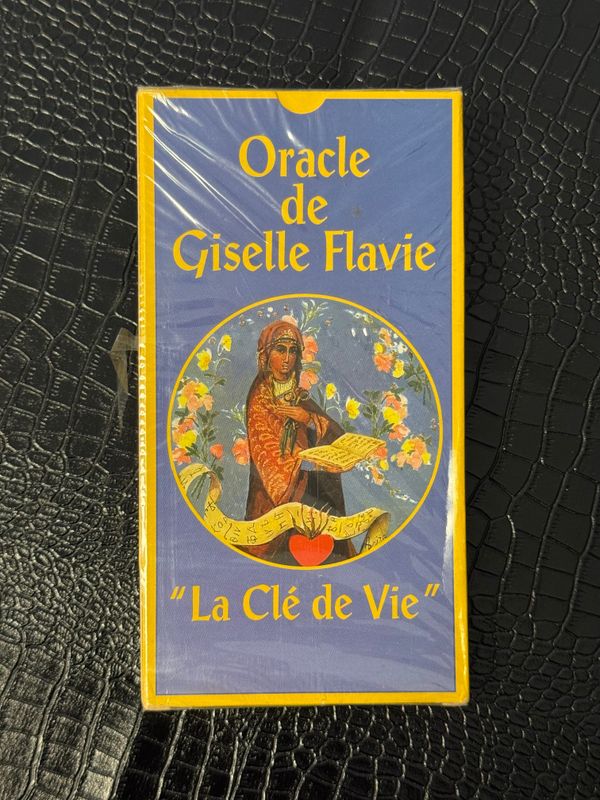 Oracle
de
Giselle Flavie
"La Clé de Vie"